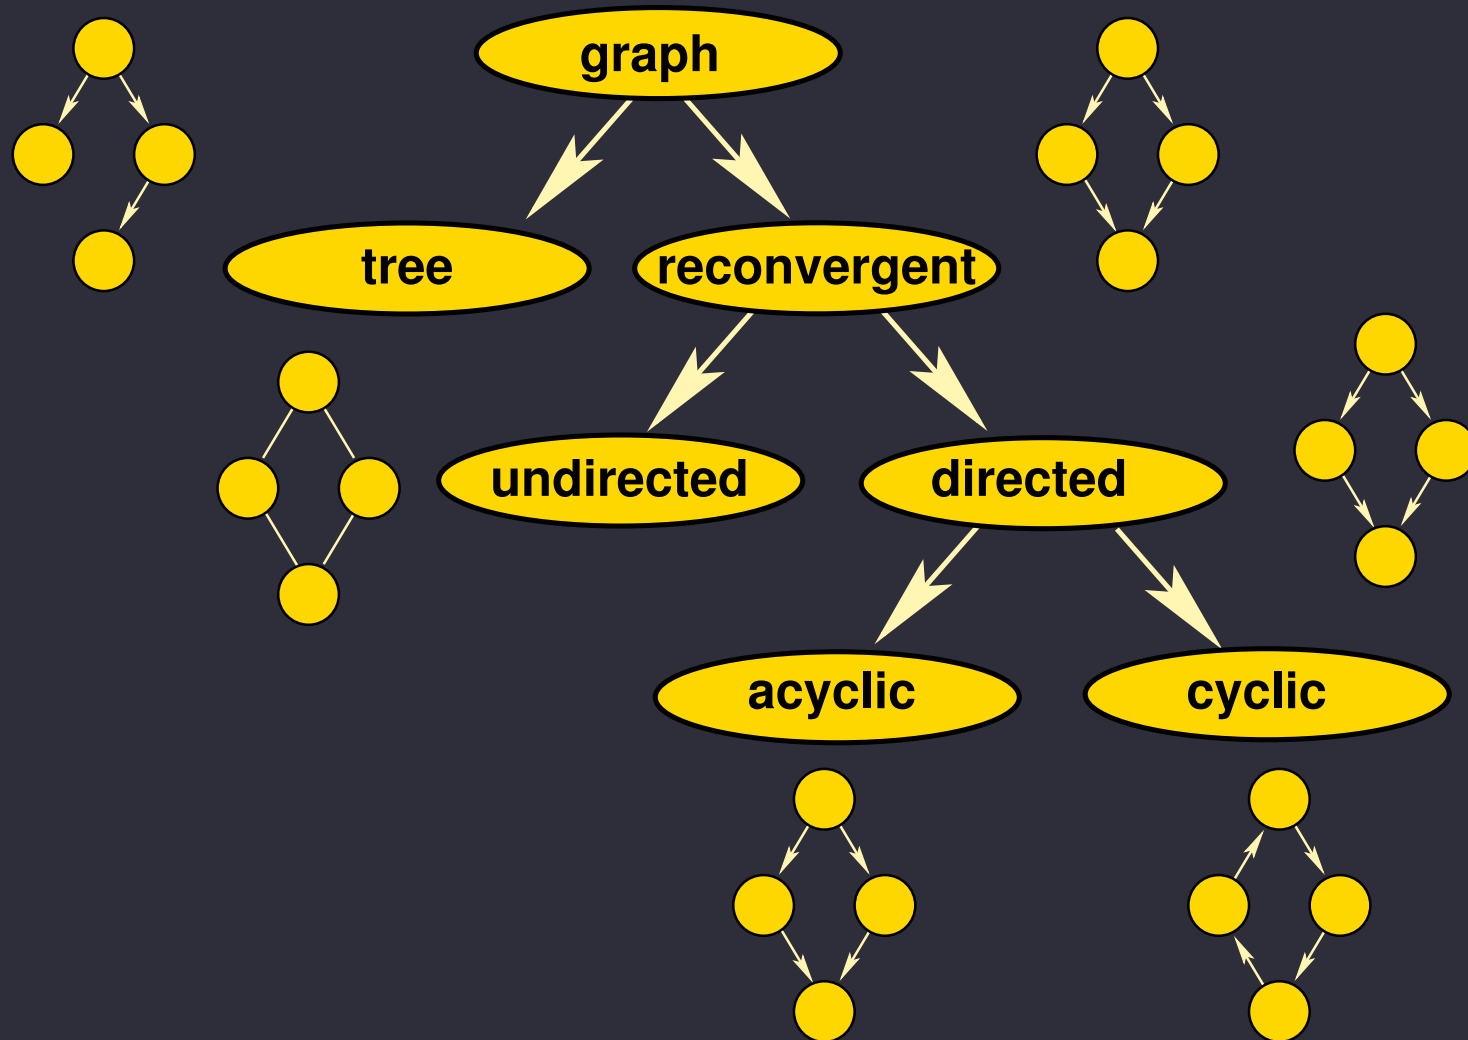 graph
tree
reconvergent
undirected
directed
acyclic
cyclic